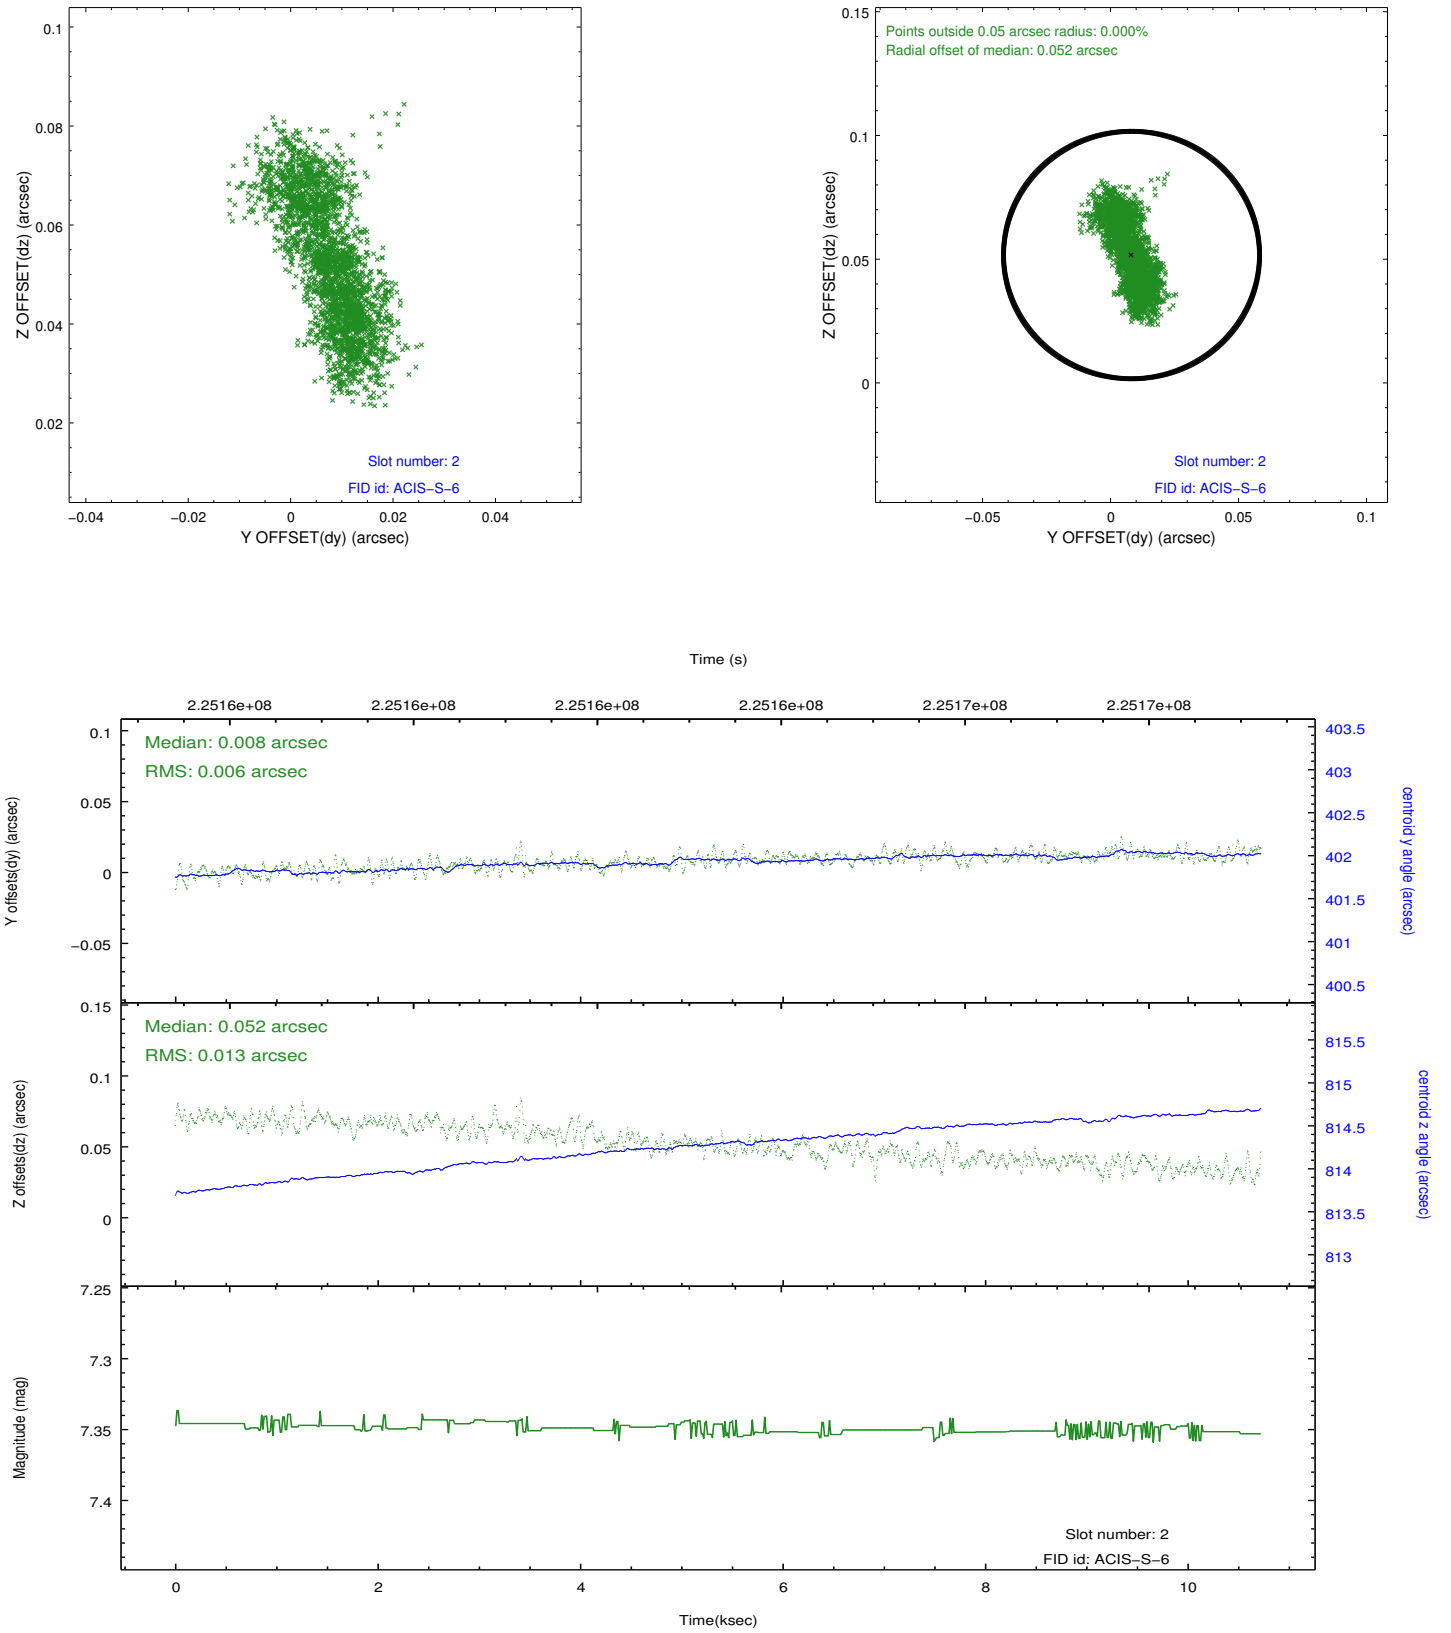 0.1
0.08
0.06
0.04
0.02
Z OFFSET(dz) (arcsec)
Slot number: 2
FID id: ACIS−S−6
−0.04
−0.02
0
0.02
0.04
Y OFFSET(dy) (arcsec)
0.15
0.1
0.05
0
Z OFFSET(dz) (arcsec)
Points outside 0.05 arcsec radius: 0.000%
Radial offset of median: 0.052 arcsec
Slot number: 2
FID id: ACIS−S−6
−0.05
0
0.05
0.1
Y OFFSET(dy) (arcsec)
Time (s)
2.2516e+08
2.2516e+08
2.2516e+08
2.2516e+08
2.2517e+08
2.2517e+08
Median: 0.008 arcsec
RMS: 0.006 arcsec
0.1
0.05
0
−0.05
Y offsets(dy) (arcsec)
403.5
403
402.5
402
401.5
401
400.5
centroid y angle (arcsec)
Median: 0.052 arcsec
RMS: 0.013 arcsec
0.15
0.1
0.05
0
Z offsets(dz) (arcsec)
815.5
815
814.5
814
813.5
813
centroid z angle (arcsec)
7.25
7.3
7.35
7.4
Magnitude (mag)
Slot number: 2
FID id: ACIS−S−6
0
2
4
6
8
10
Time(ksec)